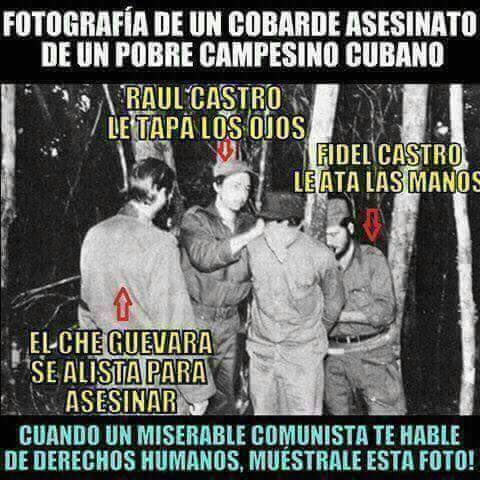 FOTOGRAFÍA DE UN COBARDE ASESINATO
DE UN POBRE CAMPESINO CUBANO
RAUL CASTRO
LE TAPA LOS OJOS
FIDEL CASTRO
LE ATA LAS MANOS
EL CHE GUEVARA
SE ALISTA PARA
ASESINAR
CUANDO UN MISERABLE COMUNISTA TE HABLE
DE DERECHOS HUMANOS, MUÉSTRALE ESTA FOTO!